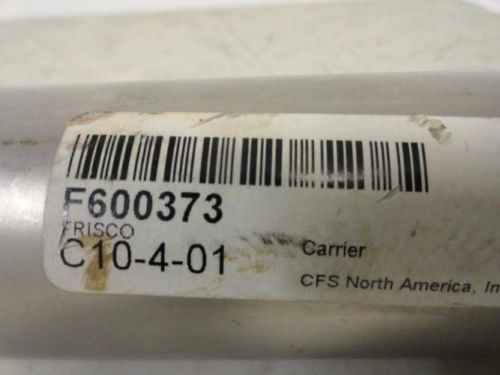 F600373
FRISCO
C10-4-01
Carrier
CFS North America, In